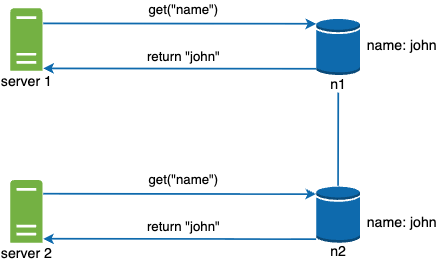 get("name")
name: john
return "john"
server 1
n1
get("name")
name: john
return "john"
server 2
n2